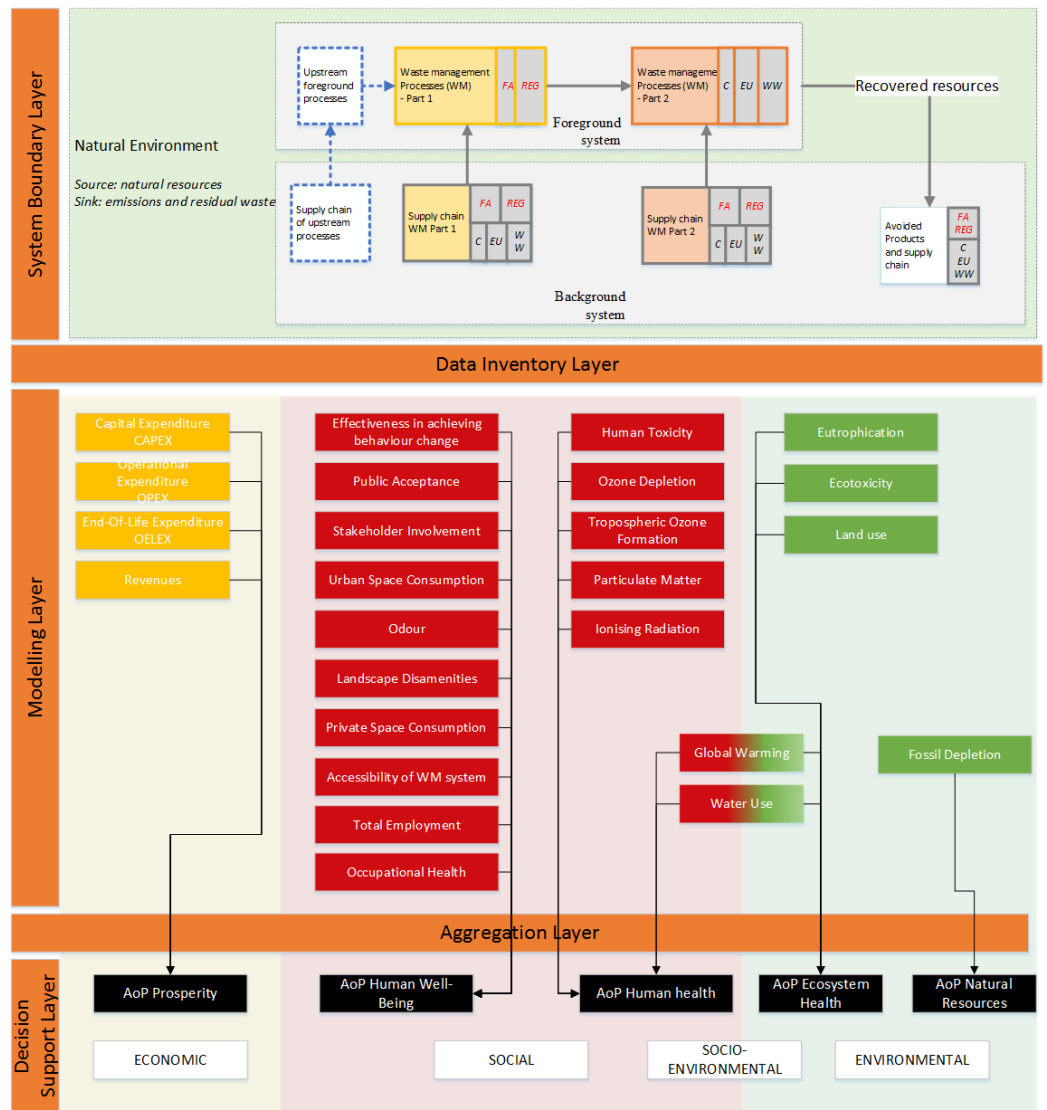 System Boundary Layer
Natural Environment
Source: natural resources
Sink: emissions and residual waste
Upstream
foreground
processes
Waste management
Processes (WM)
- Part 1
FA
REG
Waste manageme
Processes (WM)
- Part 2
C
EU
WW
Recovered resources
Foreground
system
Supply chain
of upstream
processes
Supply chain
WM Part 1
FA
REG
C
EU
W
W
Supply chain
WM Part 2
FA
REG
C
EU
W
W
Avoided
Products
and supply
chain
FA
REG
C
EU
WW
Background
system
Data Inventory Layer
Modelling Layer
Capital Expenditure
CAPEX
Operational
Expenditure
OPEX
End-Of-Life Expenditure
OELEX
Revenues
Effectiveness in achieving
behaviour change
Public Acceptance
Stakeholder Involvement
Urban Space Consumption
Odour
Landscape Disamenities
Private Space Consumption
Accessibility of WM system
Total Employment
Occupational Health
Human Toxicity
Ozone Depletion
Tropospheric Ozone
Formation
Particulate Matter
Ionising Radiation
Global Warming
Water Use
Eutrophication
Ecotoxicity
Land use
Fossil Depletion
Aggregation Layer
Decision
Support Layer
AoP Prosperity
AoP Human Well-
Being
AoP Human health
AoP Ecosystem
Health
AoP Natural
Resources
ECONOMIC
SOCIAL
SOCIO-
ENVIRONMENTAL
ENVIRONMENTAL